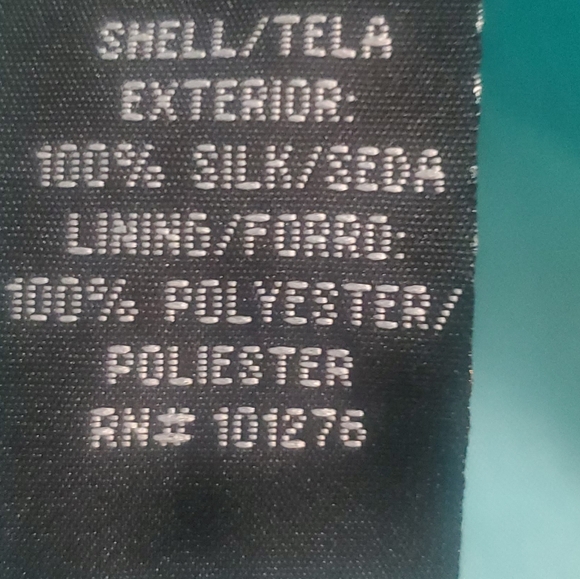 SHELL/TELA
EXTERIOR:
100% SILK/SEDA
LINING/FORRO:
100% POLYESTER/
POLIESTER
RN# 101276